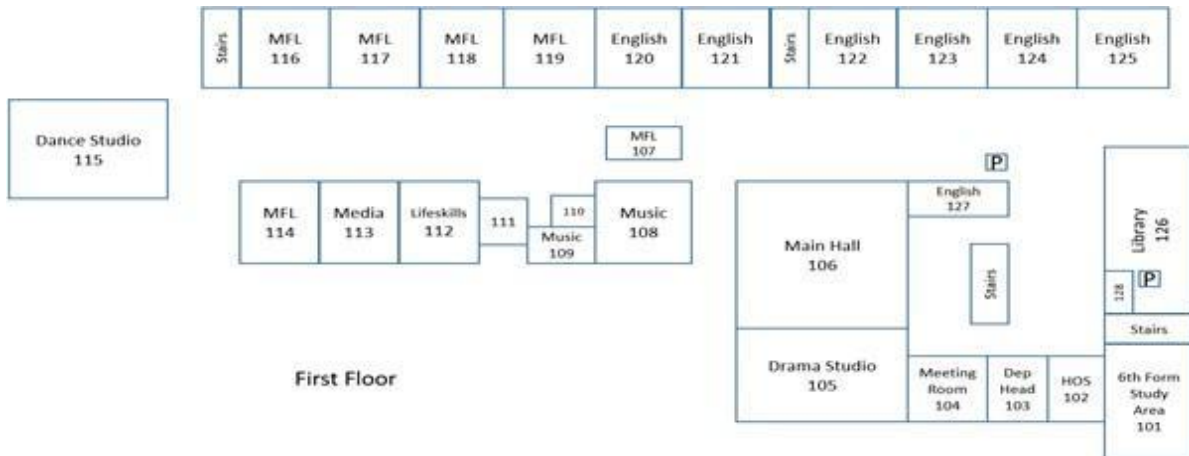 Stairs
MFL
116
MFL
117
MFL
118
MFL
119
English
120
English
121
Stairs
English
122
English
123
English
124
English
125
Dance Studio
115
MFL
107
P
English
127
Library
126
MFL
114
Media
113
Lifeskills
112
111
110
Music
109
Music
108
Main Hall
106
Stairs
128
P
Stairs
First Floor
Drama Studio
105
Meeting
Room
104
Dep
Head
103
HOS
102
6th Form
Study
Area
101